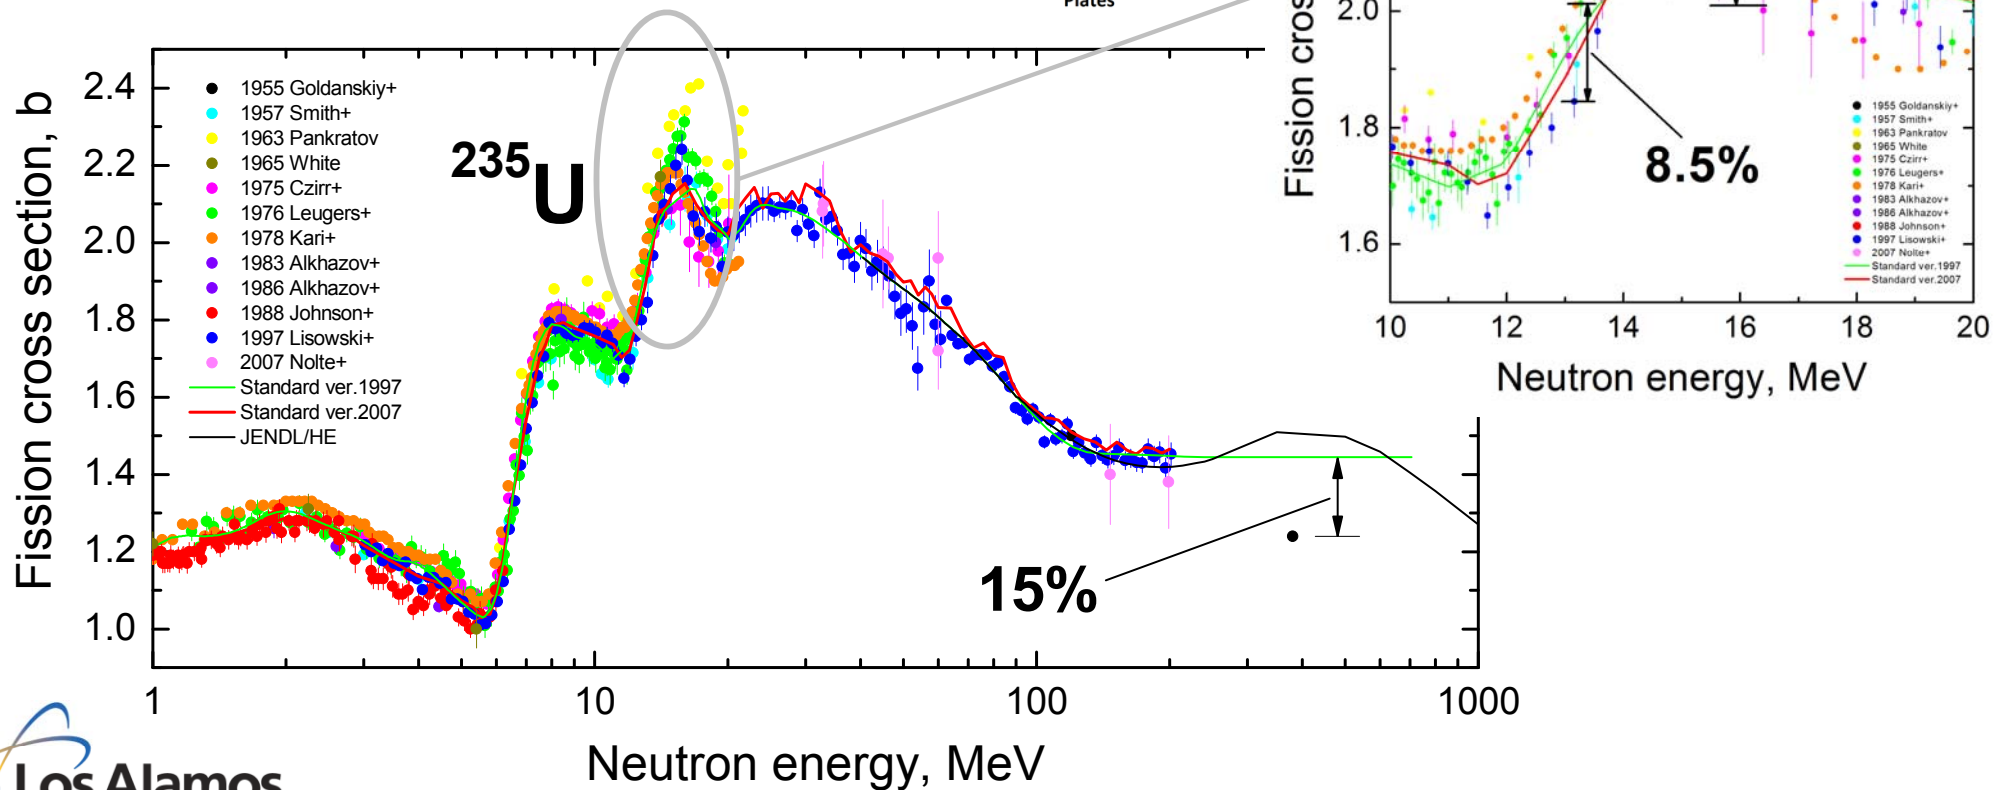 Plates
Fission cross section, b
2.4
2.2
2.0
1.8
1.6
1.4
1.2
1.0
1955 Goldanskiy+
1957 Smith+
1963 Pankratov
1965 White
1975 Czirr+
1976 Leugers+
1978 Kari+
1983 Alkhazov+
1986 Alkhazov+
1988 Johnson+
1997 Lisowski+
2007 Nolte+
Standard ver.1997
Standard ver.2007
JENDL/HE
235U
15%
1
10
100
1000
Neutron energy, MeV
Fission cros
2.0
1.8
1.6
8.5%
1955 Goldanskiy+
1957 Smith+
1963 Pankratov
1965 White
1975 Czirr+
1976 Leugers+
1978 Kari+
1983 Alkhazov+
1986 Alkhazov+
1988 Johnson+
1997 Lisowski+
2007 Nolte+
Standard ver.1997
Standard ver.2007
10
12
14
16
18
20
Neutron energy, MeV
Los Alamos